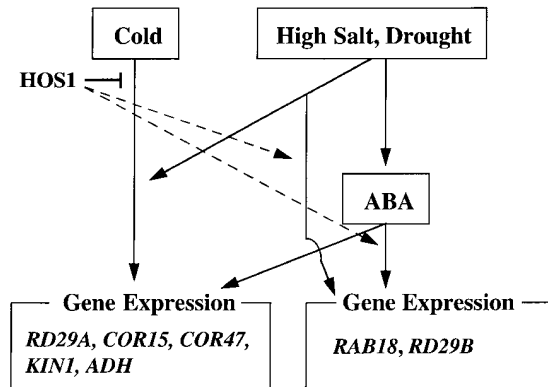 Cold
High Salt, Drought
HOS1
ABA
Gene Expression
RD29A, COR15, COR47,
KIN1, ADH
Gene Expression
RAB18, RD29B